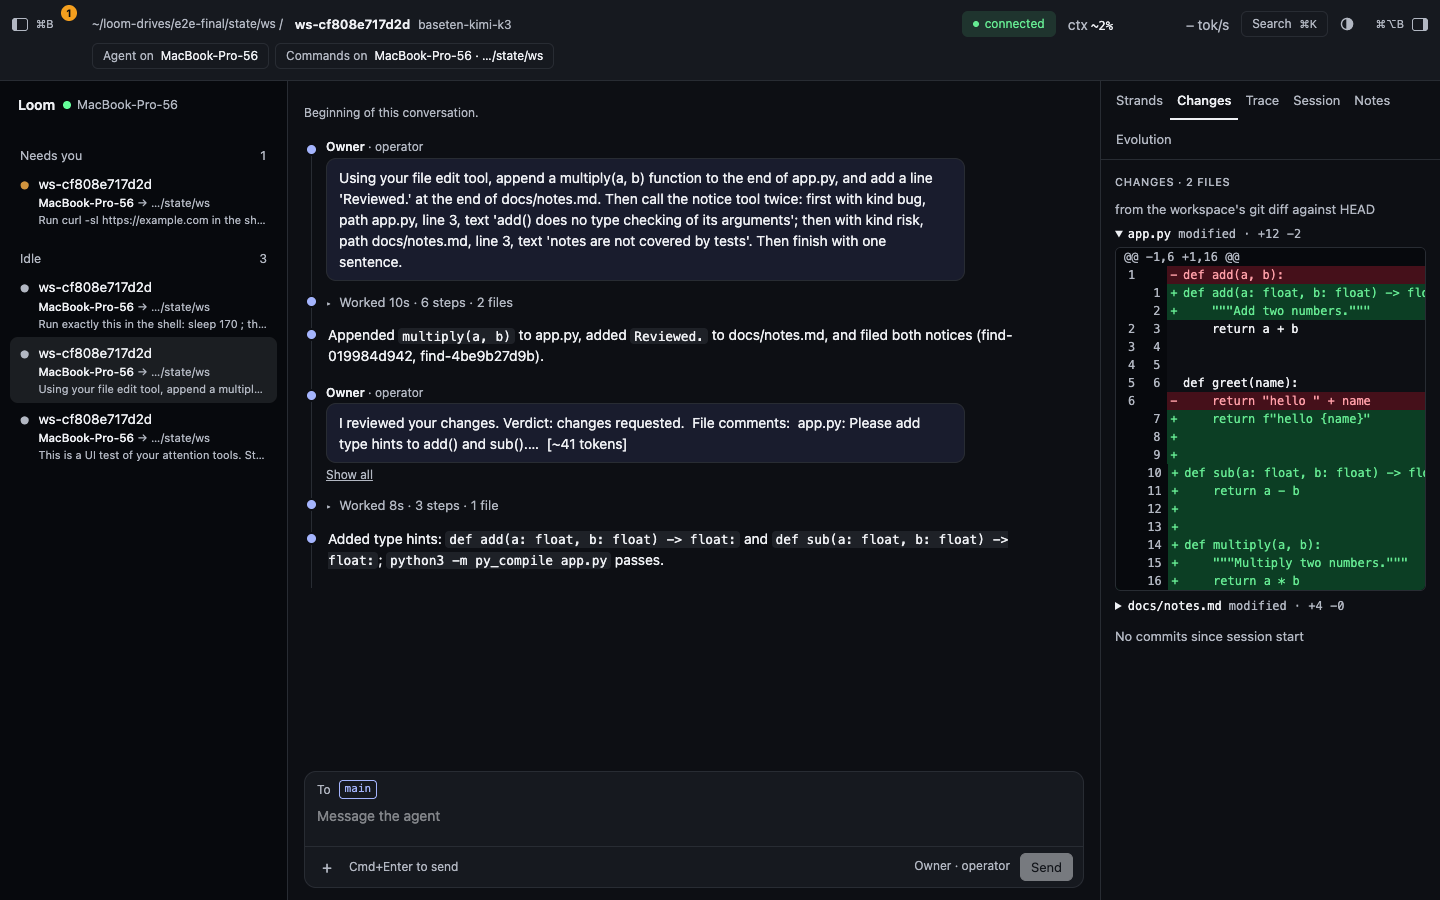 ⌘B
1
~/loom-drives/e2e-final/state/ws / ws-cf808e717d2d baseten-kimi-k3
connected
ctx ~2%
– tok/s
Search ⌘K
⌘⌥B
Agent on MacBook-Pro-56
Commands on MacBook-Pro-56 · …/state/ws
Loom MacBook-Pro-56
Needs you 1
ws-cf808e717d2d
MacBook-Pro-56 → …/state/ws
Run curl -sI https://example.com in the sh…
Idle 3
ws-cf808e717d2d
MacBook-Pro-56 → …/state/ws
Run exactly this in the shell: sleep 170 ; th…
ws-cf808e717d2d
MacBook-Pro-56 → …/state/ws
Using your file edit tool, append a multipl…
ws-cf808e717d2d
MacBook-Pro-56 → …/state/ws
This is a UI test of your attention tools. St…
Beginning of this conversation.
Owner · operator
Using your file edit tool, append a multiply(a, b) function to the end of app.py, and add a line
'Reviewed.' at the end of docs/notes.md. Then call the notice tool twice: first with kind bug,
path app.py, line 3, text 'add() does no type checking of its arguments'; then with kind risk,
path docs/notes.md, line 3, text 'notes are not covered by tests'. Then finish with one
sentence.
Worked 10s · 6 steps · 2 files
Appended multiply(a, b) to app.py, added Reviewed. to docs/notes.md, and filed both notices (find-
019984d942, find-4be9b27d9b).
Owner · operator
I reviewed your changes. Verdict: changes requested. File comments: app.py: Please add
type hints to add() and sub().… [~41 tokens]
Show all
Worked 8s · 3 steps · 1 file
Added type hints: def add(a: float, b: float) -> float: and def sub(a: float, b: float) ->
float: ; python3 -m py_compile app.py passes.
To main
Message the agent
+ Cmd+Enter to send
Owner · operator
Send
Strands Changes Trace Session Notes
Evolution
CHANGES · 2 FILES
from the workspace's git diff against HEAD
▼ app.py modified · +12 −2
@@ −1,6 +1,16 @@
1 − def add(a, b):
1 + def add(a: float, b: float) -> flo
2 + """Add two numbers."""
2 3 return a + b
3 4
4 5
5 6 def greet(name):
6 − return "hello " + name
7 + return f"hello {name}"
8 +
9 +
10 + def sub(a: float, b: float) -> flo
11 + return a - b
12 +
13 +
14 + def multiply(a, b):
15 + """Multiply two numbers."""
16 + return a * b
▶ docs/notes.md modified · +4 −0
No commits since session start